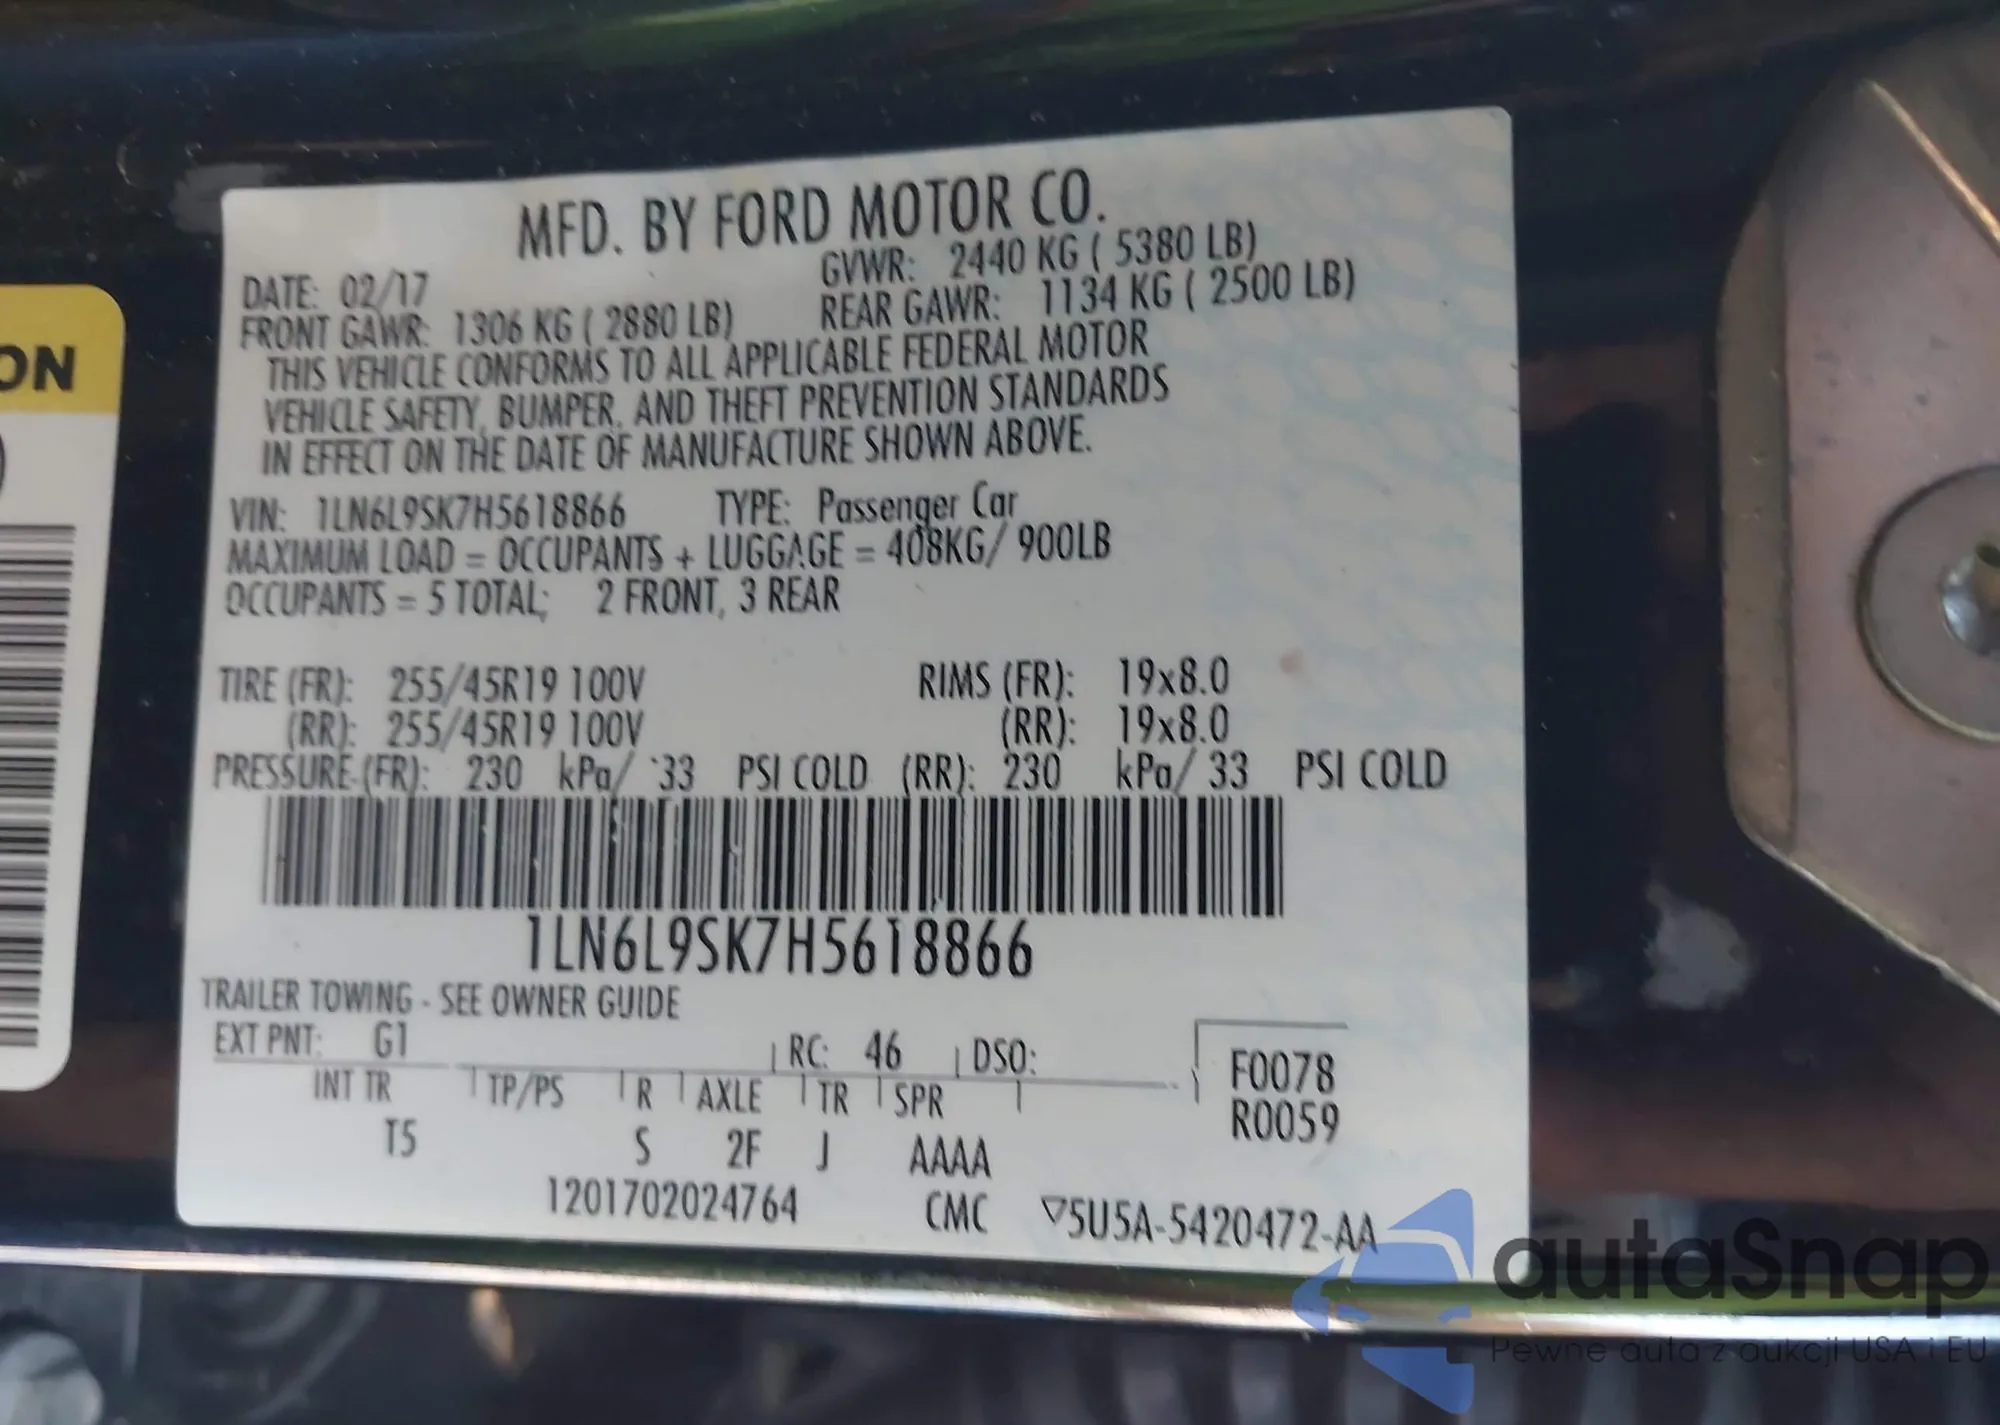 MFD. BY FORD MOTOR CO.
DATE: 02/17 GVWR: 2440 KG ( 5380 LB)
FRONT GAWR: 1306 KG ( 2880 LB) REAR GAWR: 1134 KG ( 2500 LB)
THIS VEHICLE CONFORMS TO ALL APPLICABLE FEDERAL MOTOR
VEHICLE SAFETY, BUMPER, AND THEFT PREVENTION STANDARDS
IN EFFECT ON THE DATE OF MANUFACTURE SHOWN ABOVE.
VIN: 1LN6L9SK7H5618866 TYPE: Passenger Car
MAXIMUM LOAD = OCCUPANTS + LUGGAGE = 408KG/ 900LB
OCCUPANTS = 5 TOTAL; 2 FRONT, 3 REAR
TIRE (FR): 255/45R19 100V RIMS (FR): 19x8.0
(RR): 255/45R19 100V (RR): 19x8.0
PRESSURE (FR): 230 kPa/ 33 PSI COLD (RR): 230 kPa/ 33 PSI COLD
1LN6L9SK7H5618866
TRAILER TOWING - SEE OWNER GUIDE
EXT PNT: G1 RC: 46 DSO: F0078
INT TR TP/PS R AXLE TR SPR R0059
T5 S 2F J AAAA
1201702024764 CMC ▽5U5A-5420472-AA
ON
autaSnap
Pewne auta z aukcji USA i EU